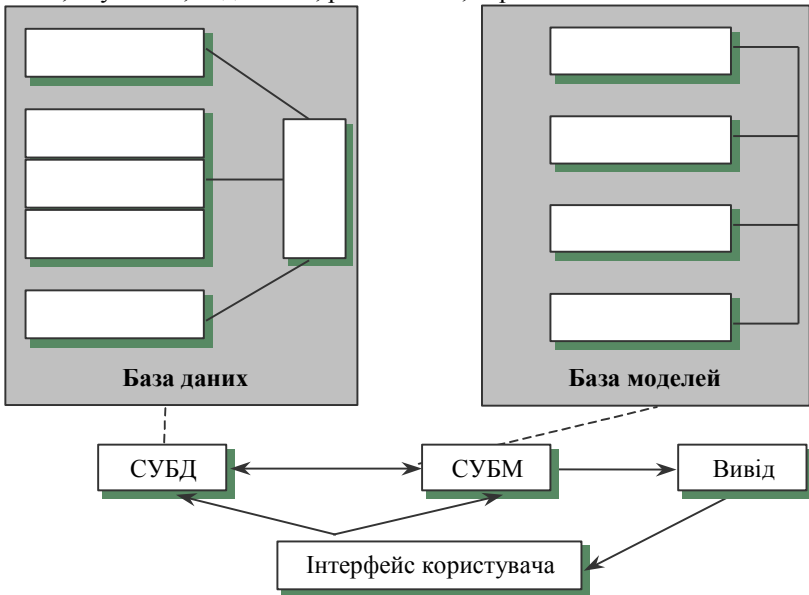 База даних
База моделей
СУБД
СУБМ
Вивід
Інтерфейс користувача